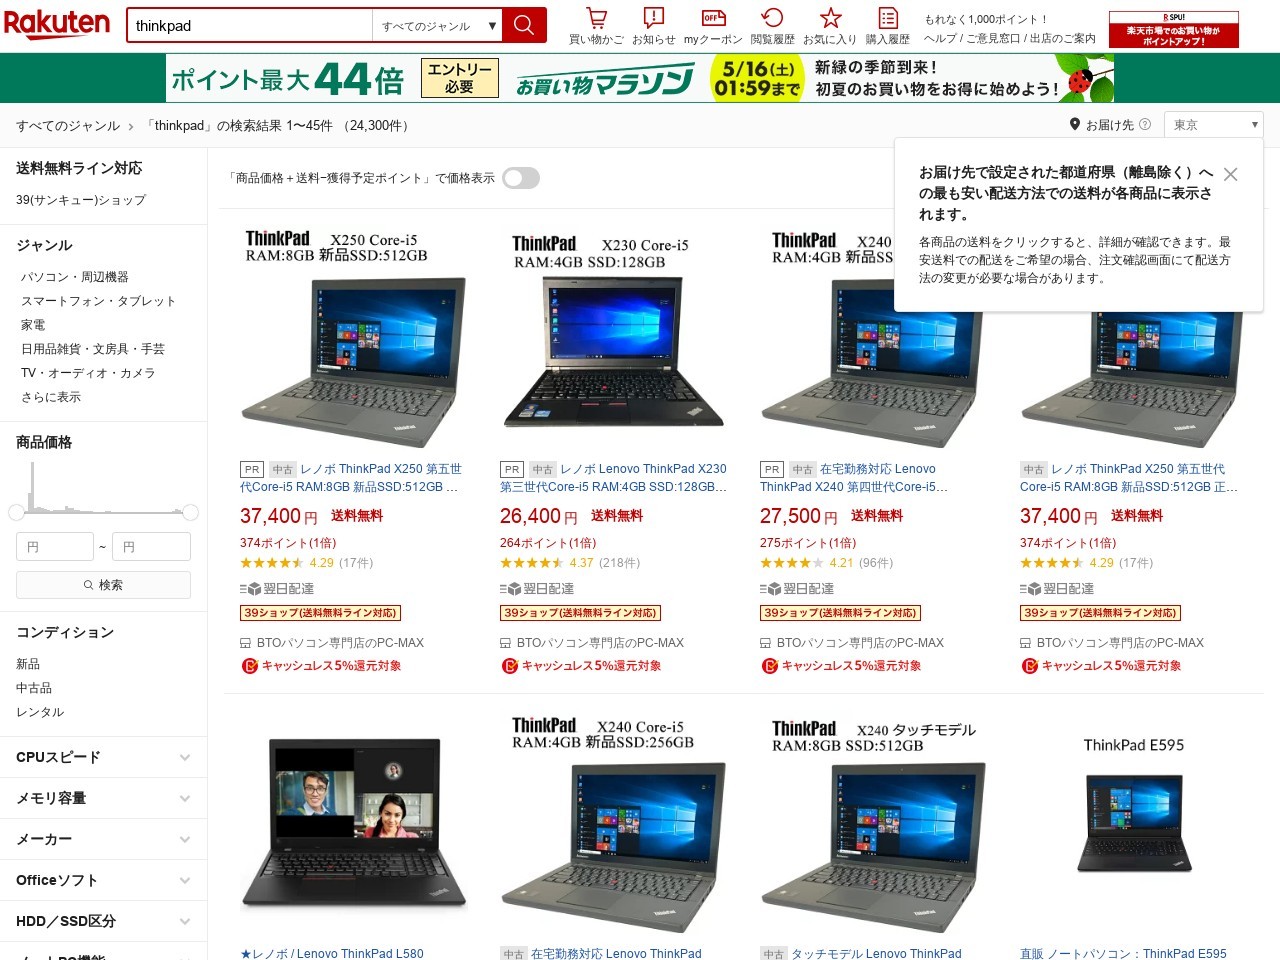 Rakuten
thinkpad
すべてのジャンル ▼
買い物かご
お知らせ
OFF
myクーポン
閲覧履歴
お気に入り
購入履歴
もれなく1,000ポイント！
ヘルプ / ご意見窓口 / 出店のご案内
SPU!
楽天市場でのお買い物が
ポイントアップ！
ポイント最大44倍
エントリー
必要
お買い物マラソン
5/16(土)
01:59まで
新緑の季節到来！
初夏のお買い物をお得に始めよう！
すべてのジャンル > 「thinkpad」の検索結果 1〜45件 （24,300件）
お届け先 ?
東京 ▼
お届け先で設定された都道府県（離島除く）へ
の最も安い配送方法での送料が各商品に表示さ
れます。
各商品の送料をクリックすると、詳細が確認できます。最
安送料での配送をご希望の場合、注文確認画面にて配送方
法の変更が必要な場合があります。
送料無料ライン対応
39(サンキュー)ショップ
ジャンル
パソコン・周辺機器
スマートフォン・タブレット
家電
日用品雑貨・文房具・手芸
TV・オーディオ・カメラ
さらに表示
商品価格
円 ~ 円
検索
コンディション
新品
中古品
レンタル
CPUスピード
メモリ容量
メーカー
Officeソフト
HDD／SSD区分
「商品価格＋送料−獲得予定ポイント」で価格表示
ThinkPad X250 Core-i5
RAM:8GB 新品SSD:512GB
PR 中古 レノボ ThinkPad X250 第五世
代Core-i5 RAM:8GB 新品SSD:512GB …
37,400 円 送料無料
374ポイント(1倍)
4.29 (17件)
翌日配達
39ショップ(送料無料ライン対応)
BTOパソコン専門店のPC-MAX
キャッシュレス5%還元対象
ThinkPad X230 Core-i5
RAM:4GB SSD:128GB
PR 中古 レノボ Lenovo ThinkPad X230
第三世代Core-i5 RAM:4GB SSD:128GB…
26,400 円 送料無料
264ポイント(1倍)
4.37 (218件)
翌日配達
39ショップ(送料無料ライン対応)
BTOパソコン専門店のPC-MAX
キャッシュレス5%還元対象
ThinkPad X240
RAM:4GB 新品SS
PR 中古 在宅勤務対応 Lenovo
ThinkPad X240 第四世代Core-i5…
27,500 円 送料無料
275ポイント(1倍)
4.21 (96件)
翌日配達
39ショップ(送料無料ライン対応)
BTOパソコン専門店のPC-MAX
キャッシュレス5%還元対象
中古 レノボ ThinkPad X250 第五世代
Core-i5 RAM:8GB 新品SSD:512GB 正…
37,400 円 送料無料
374ポイント(1倍)
4.29 (17件)
翌日配達
39ショップ(送料無料ライン対応)
BTOパソコン専門店のPC-MAX
キャッシュレス5%還元対象
★レノボ / Lenovo ThinkPad L580
ThinkPad X240 Core-i5
RAM:4GB 新品SSD:256GB
中古 在宅勤務対応 Lenovo ThinkPad
ThinkPad X240 タッチモデル
RAM:8GB SSD:512GB
中古 タッチモデル Lenovo ThinkPad
ThinkPad E595
直販 ノートパソコン：ThinkPad E595